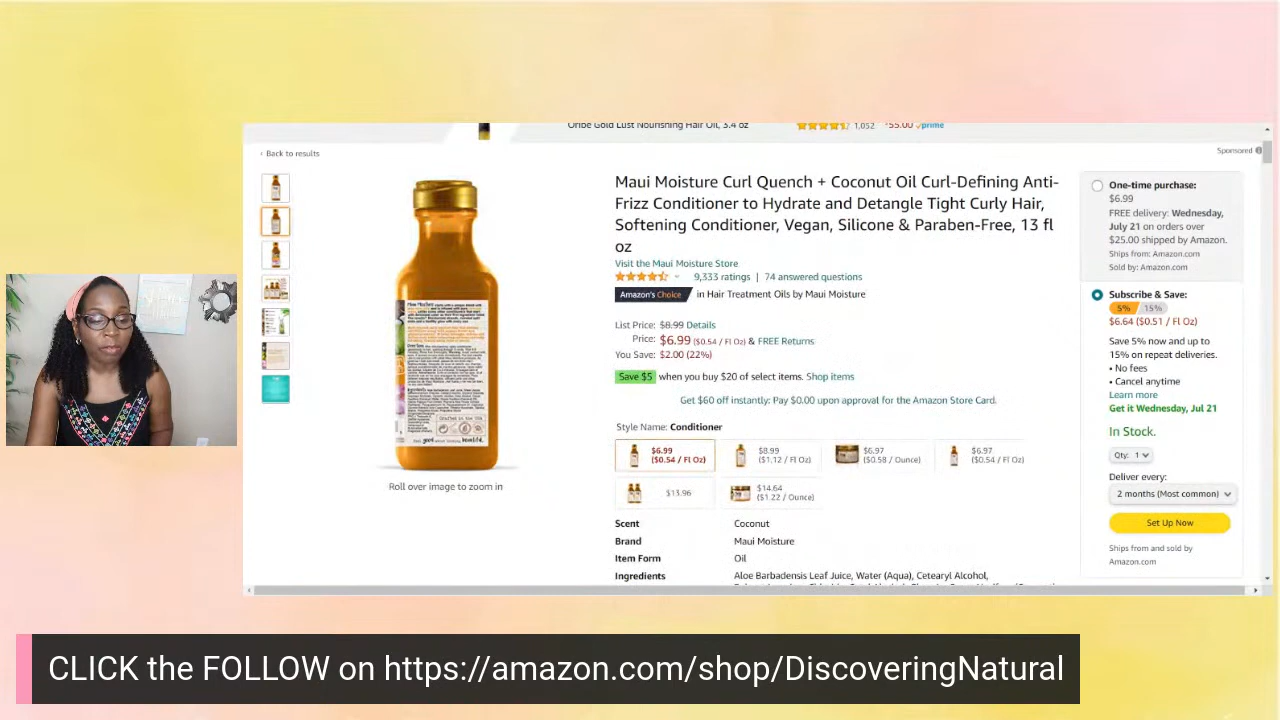 Oribe Gold Lust Nourishing Hair Oil, 3.4 oz
1,052
$55.00 prime
‹ Back to results
Sponsored
Maui Moisture Curl Quench + Coconut Oil Curl-Defining Anti-
Frizz Conditioner to Hydrate and Detangle Tight Curly Hair,
Softening Conditioner, Vegan, Silicone & Paraben-Free, 13 fl
oz
Visit the Maui Moisture Store
9,333 ratings | 74 answered questions
Amazon's Choice in Hair Treatment Oils by Maui Moisture
List Price: $8.99 Details
Price: $6.99 ($0.54 / Fl Oz) & FREE Returns
You Save: $2.00 (22%)
Save $5 when you buy $20 of select items. Shop items
Get $60 off instantly: Pay $0.00 upon approval for the Amazon Store Card.
Style Name: Conditioner
$6.99
($0.54 / Fl Oz)
$8.99
($1.12 / Fl Oz)
$6.97
($0.58 / Ounce)
$6.97
($0.54 / Fl Oz)
$13.96
$14.64
($1.22 / Ounce)
Scent Coconut
Brand Maui Moisture
Item Form Oil
Ingredients Aloe Barbadensis Leaf Juice, Water (Aqua), Cetearyl Alcohol,
Roll over image to zoom in
One-time purchase:
$6.99
FREE delivery: Wednesday,
July 21 on orders over
$25.00 shipped by Amazon.
Ships from: Amazon.com
Sold by: Amazon.com
Subscribe & Save:
5% 15%
$6.64 ($0.51 / Fl Oz)
Save 5% now and up to
15% on repeat deliveries.
• No fees
• Cancel anytime
Learn more
Get it Wednesday, Jul 21
In Stock.
Qty: 1
Deliver every:
2 months (Most common)
Set Up Now
Ships from and sold by
Amazon.com
CLICK the FOLLOW on https://amazon.com/shop/DiscoveringNatural